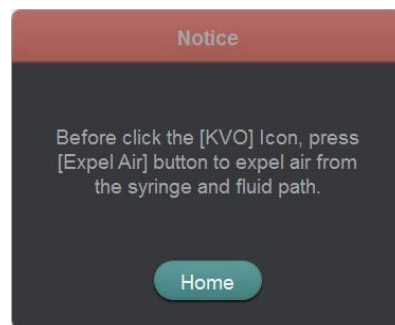 Notice
Before click the [KVO] Icon, press
[Expel Air] button to expel air from
the syringe and fluid path.
Home